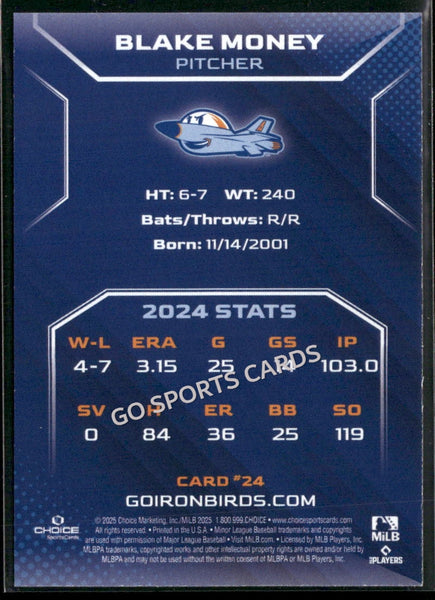 BLAKE MONEY
PITCHER
HT: 6-7 WT: 240
Bats/Throws: R/R
Born: 11/14/2001
2024 STATS
W-L ERA G GS IP
4-7 3.15 25 14 103.0
GO SPORTS CARDS
SV H ER BB SO
0 84 36 25 119
CARD #24
GOIRONBIRDS.COM
© 2025 Choice Marketing, Inc./MiLB 2025 1.800.999.CHOICE • www.choicesportscards.com
All rights reserved. • Printed in the U.S.A. • Minor League Baseball trademarks and copyrights
are used with permission of Major League Baseball • Visit MiLB.com • Licensed by MLB Players, Inc.
MLBPA trademarks, copyrighted works and other intellectual property rights are owned and/or held by
MLBPA and may not be used without the written consent of MLBPA or MLB Players, Inc.
CHOICE
SportsCards
MiLB
PLAYERS